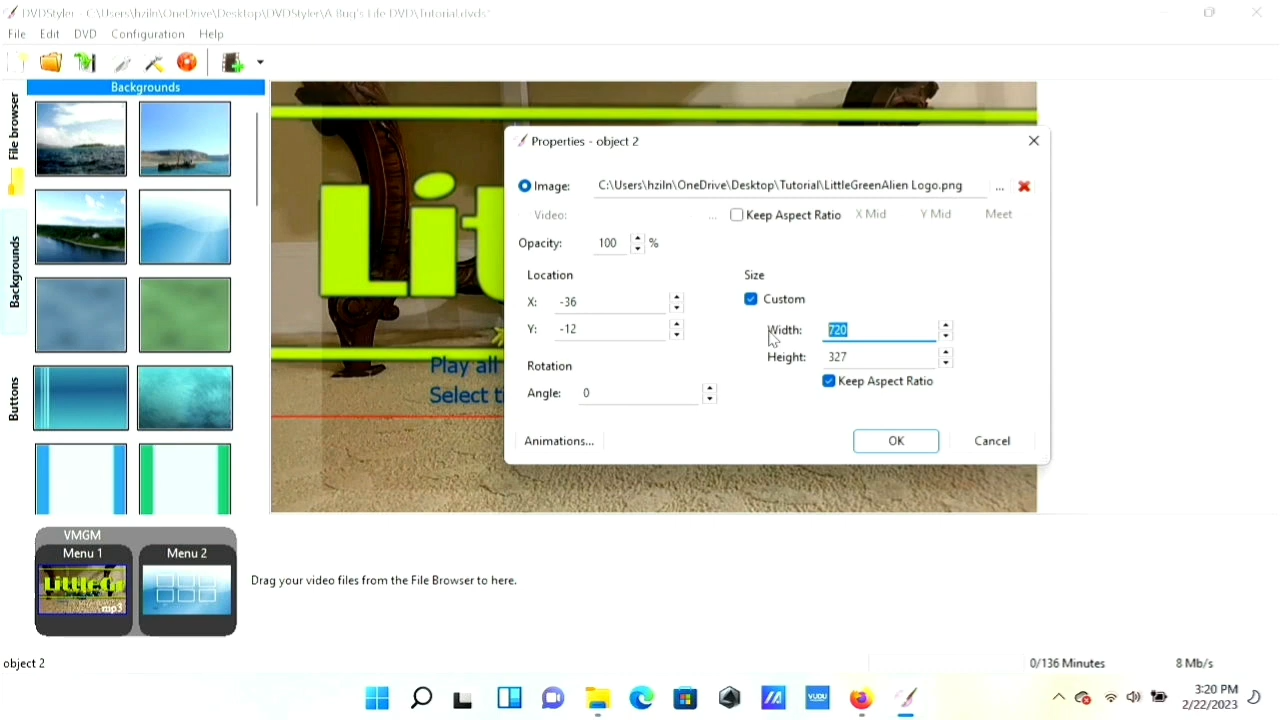 DVDStyler - C:\Users\hziln\OneDrive\Desktop\DVDStyler\A Bug's Life DVD\Tutorial.dvds*
File Edit DVD Configuration Help
Backgrounds
File browser
Backgrounds
Buttons
Lit
Play all
Select t
Properties - object 2
Image: C:\Users\hziln\OneDrive\Desktop\Tutorial\LittleGreenAlien Logo.png ...
Video: ... Keep Aspect Ratio X Mid Y Mid Meet
Opacity: 100 %
Location Size
X: -36 Custom
Y: -12 Width: 720
Height: 327
Rotation Keep Aspect Ratio
Angle: 0
Animations... OK Cancel
VMGM
Menu 1 Menu 2
LittleGr
mp3
Drag your video files from the File Browser to here.
object 2 0/136 Minutes 8 Mb/s
VUDU
3:20 PM
2/22/2023